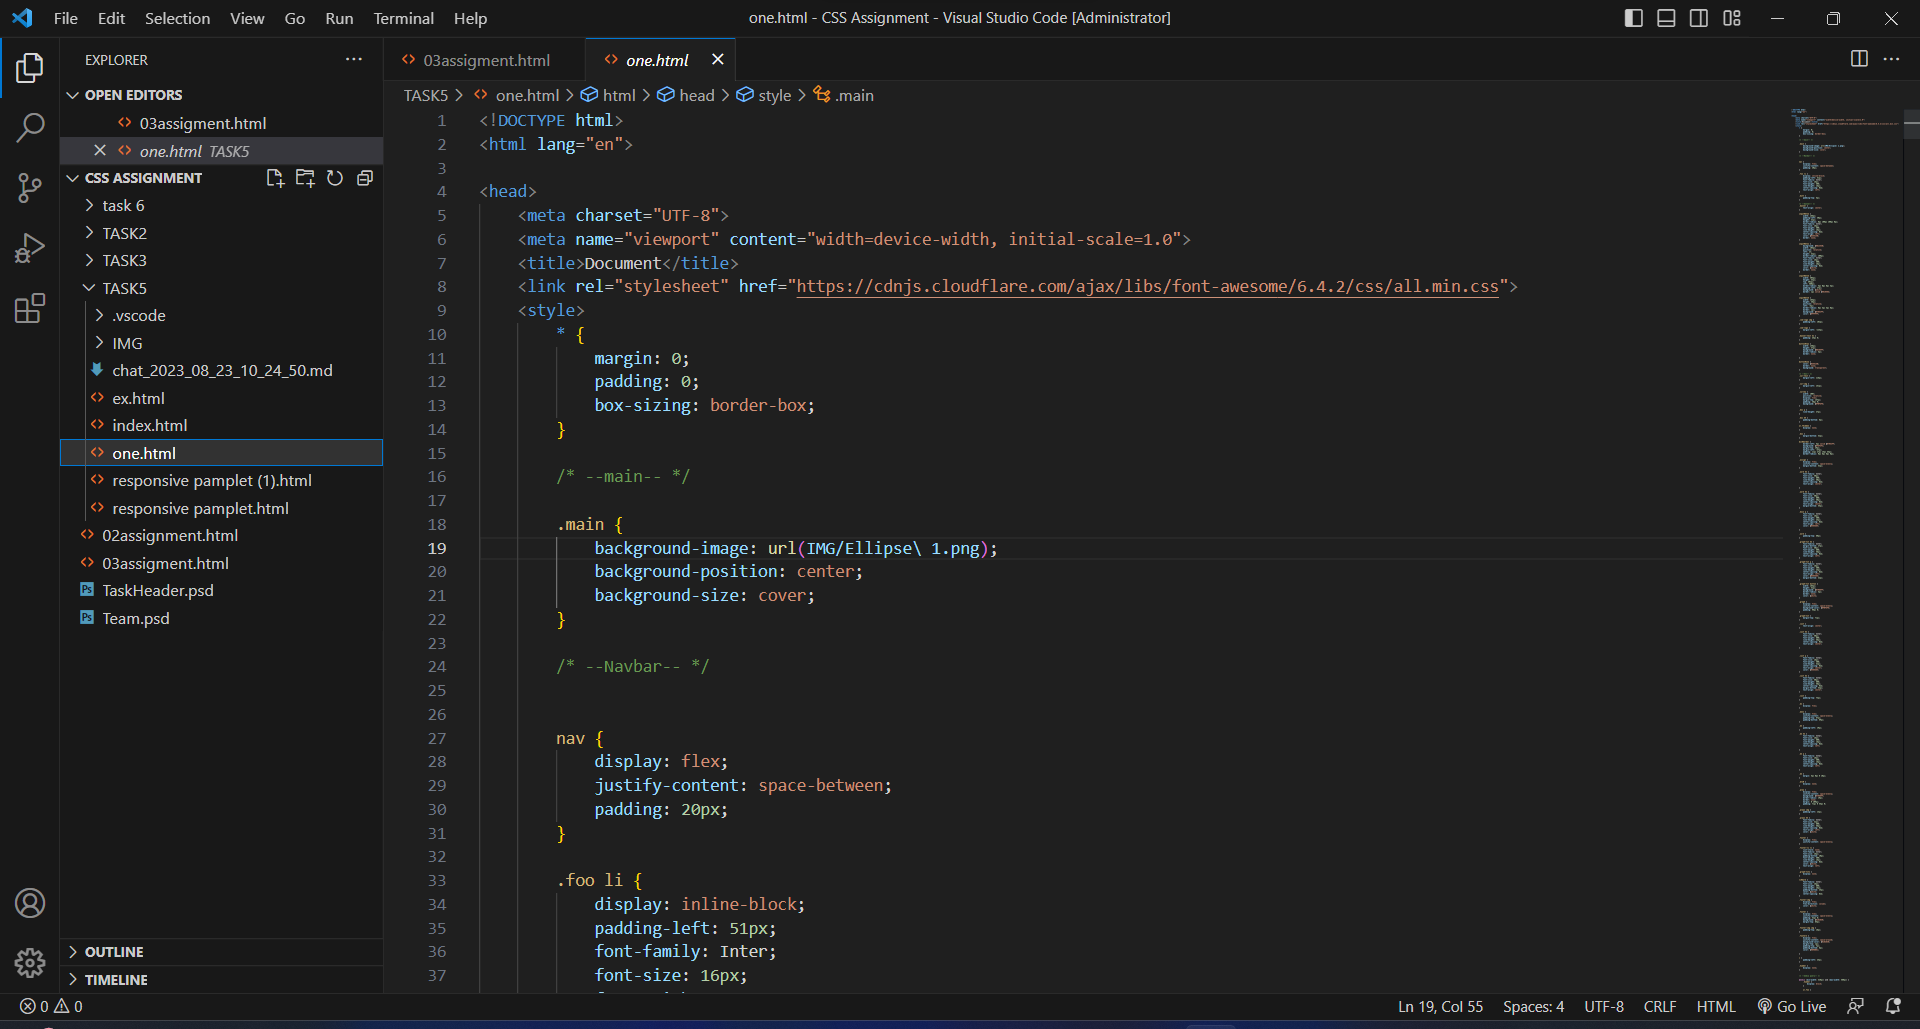 File Edit Selection View Go Run Terminal Help
one.html - CSS Assignment - Visual Studio Code [Administrator]
EXPLORER
OPEN EDITORS
03assigment.html
one.html TASK5
CSS ASSIGNMENT
task 6
TASK2
TASK3
TASK5
.vscode
IMG
chat_2023_08_23_10_24_50.md
ex.html
index.html
one.html
responsive pamplet (1).html
responsive pamplet.html
02assignment.html
03assigment.html
TaskHeader.psd
Team.psd
OUTLINE
TIMELINE
03assigment.html
one.html
TASK5 > one.html > html > head > style > .main
1 <!DOCTYPE html>
2 <html lang="en">
3
4 <head>
5 <meta charset="UTF-8">
6 <meta name="viewport" content="width=device-width, initial-scale=1.0">
7 <title>Document</title>
8 <link rel="stylesheet" href="https://cdnjs.cloudflare.com/ajax/libs/font-awesome/6.4.2/css/all.min.css">
9 <style>
10 * {
11 margin: 0;
12 padding: 0;
13 box-sizing: border-box;
14 }
15
16 /* --main-- */
17
18 .main {
19 background-image: url(IMG/Ellipse\ 1.png);
20 background-position: center;
21 background-size: cover;
22 }
23
24 /* --Navbar-- */
25
26
27 nav {
28 display: flex;
29 justify-content: space-between;
30 padding: 20px;
31 }
32
33 .foo li {
34 display: inline-block;
35 padding-left: 51px;
36 font-family: Inter;
37 font-size: 16px;
0 0
Ln 19, Col 55 Spaces: 4 UTF-8 CRLF HTML Go Live